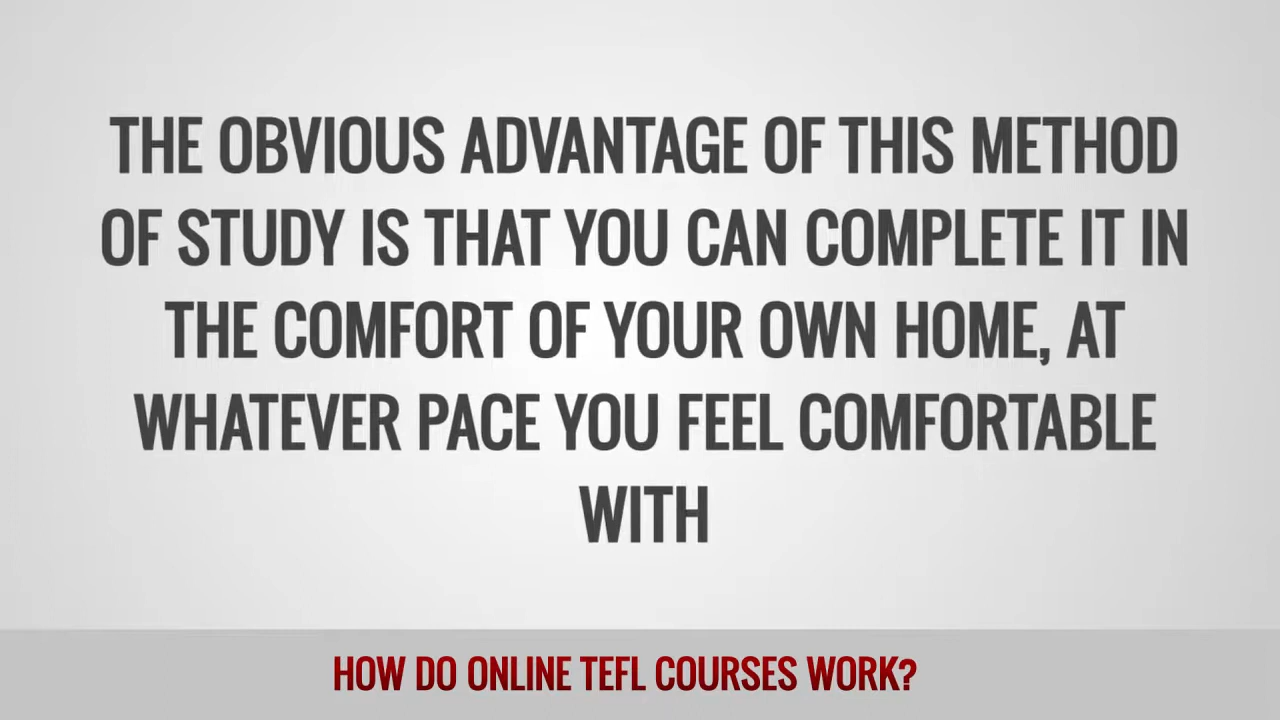 THE OBVIOUS ADVANTAGE OF THIS METHOD
OF STUDY IS THAT YOU CAN COMPLETE IT IN
THE COMFORT OF YOUR OWN HOME, AT
WHATEVER PACE YOU FEEL COMFORTABLE
WITH
HOW DO ONLINE TEFL COURSES WORK?